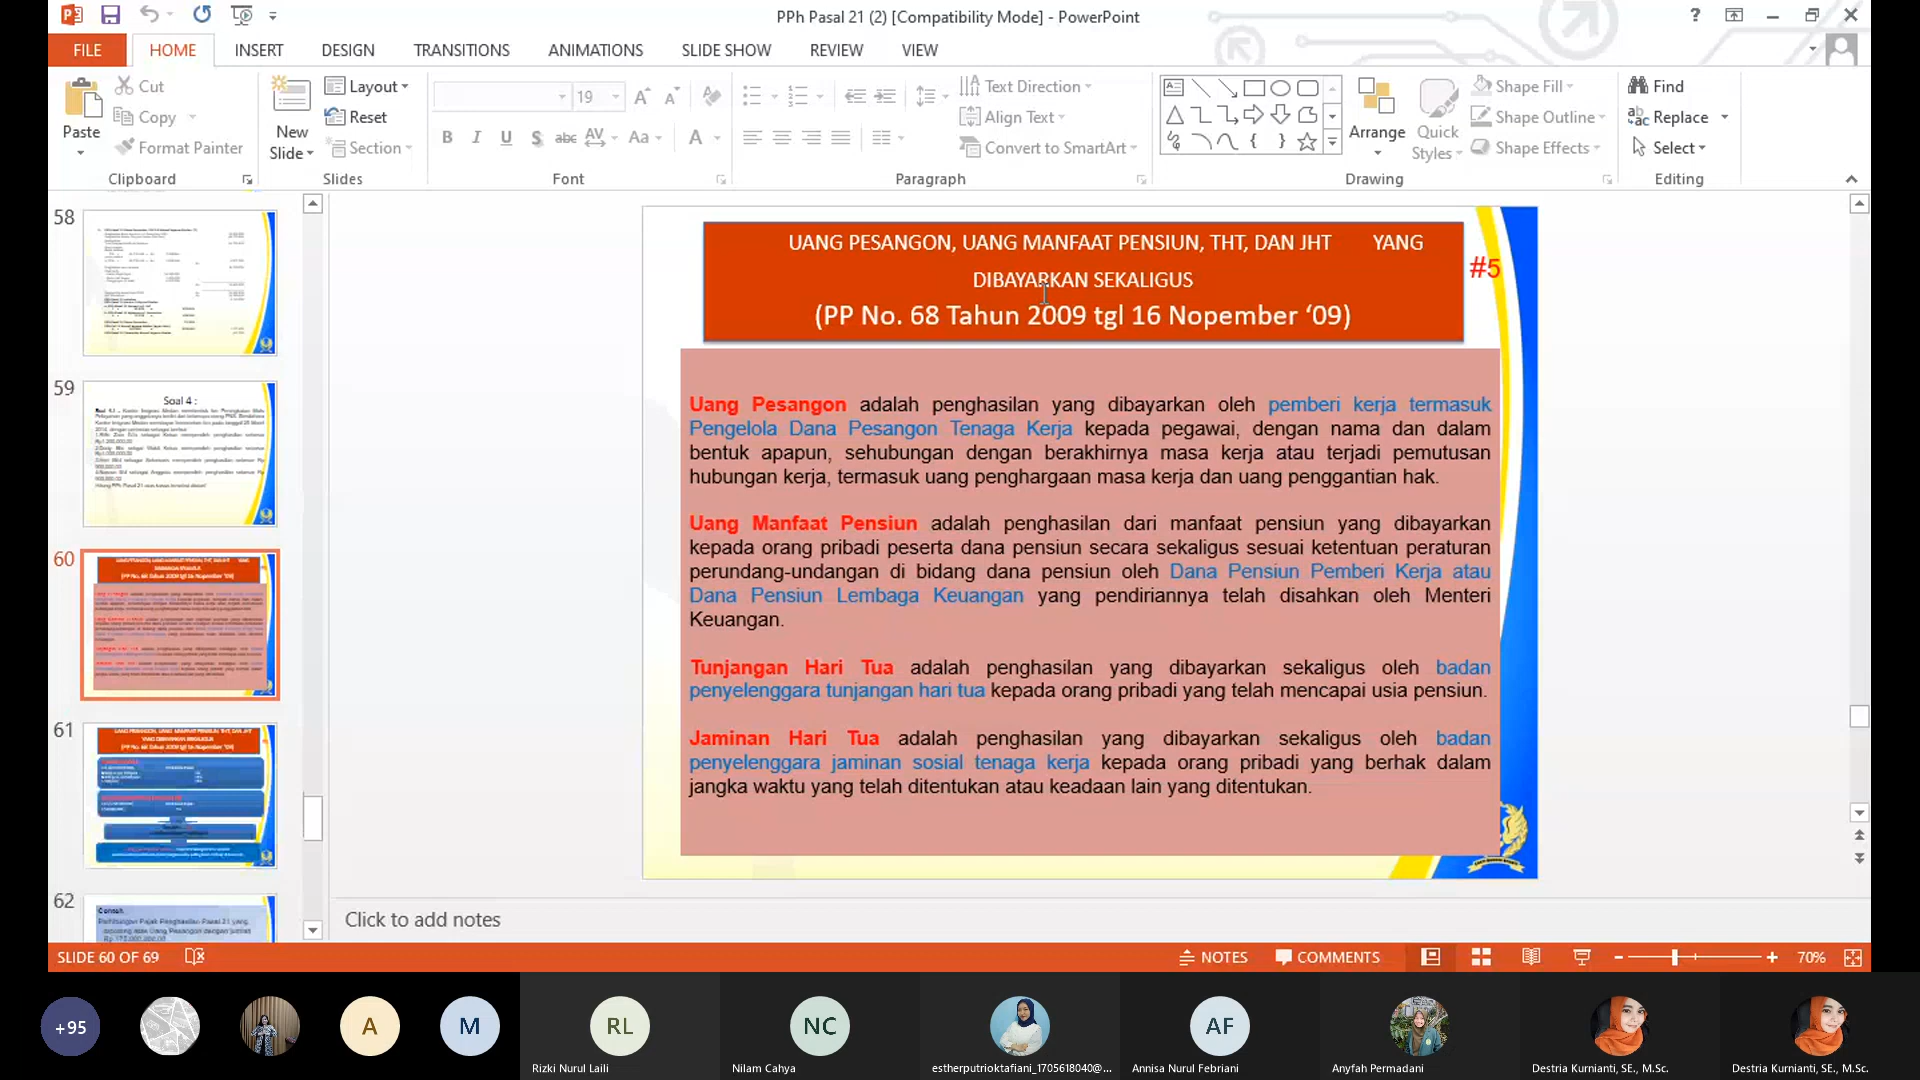 PPh Pasal 21 (2) [Compatibility Mode] - PowerPoint
FILE HOME INSERT DESIGN TRANSITIONS ANIMATIONS SLIDE SHOW REVIEW VIEW
Paste
Cut
Copy
Format Painter
Clipboard
New
Slide
Layout
Reset
Section
Slides
19
Font
Text Direction
Align Text
Convert to SmartArt
Paragraph
Arrange
Quick
Styles
Shape Fill
Shape Outline
Shape Effects
Drawing
Find
Replace
Select
Editing
58
59
Soal 4 :
60
61
62
Contoh
UANG PESANGON, UANG MANFAAT PENSIUN, THT, DAN JHT YANG
DIBAYARKAN SEKALIGUS
(PP No. 68 Tahun 2009 tgl 16 Nopember ‘09)
#5
Uang Pesangon adalah penghasilan yang dibayarkan oleh pemberi kerja termasuk
Pengelola Dana Pesangon Tenaga Kerja kepada pegawai, dengan nama dan dalam
bentuk apapun, sehubungan dengan berakhirnya masa kerja atau terjadi pemutusan
hubungan kerja, termasuk uang penghargaan masa kerja dan uang penggantian hak.
Uang Manfaat Pensiun adalah penghasilan dari manfaat pensiun yang dibayarkan
kepada orang pribadi peserta dana pensiun secara sekaligus sesuai ketentuan peraturan
perundang-undangan di bidang dana pensiun oleh Dana Pensiun Pemberi Kerja atau
Dana Pensiun Lembaga Keuangan yang pendiriannya telah disahkan oleh Menteri
Keuangan.
Tunjangan Hari Tua adalah penghasilan yang dibayarkan sekaligus oleh badan
penyelenggara tunjangan hari tua kepada orang pribadi yang telah mencapai usia pensiun.
Jaminan Hari Tua adalah penghasilan yang dibayarkan sekaligus oleh badan
penyelenggara jaminan sosial tenaga kerja kepada orang pribadi yang berhak dalam
jangka waktu yang telah ditentukan atau keadaan lain yang ditentukan.
Click to add notes
SLIDE 60 OF 69
NOTES
COMMENTS
70%
+95
A
M
RL
NC
AF
Rizki Nurul Laili
Nilam Cahya
estherputrioktafiani_1705618040@...
Annisa Nurul Febriani
Anyfah Permadani
Destria Kurnianti, SE., M.Sc.
Destria Kurnianti, SE., M.Sc.